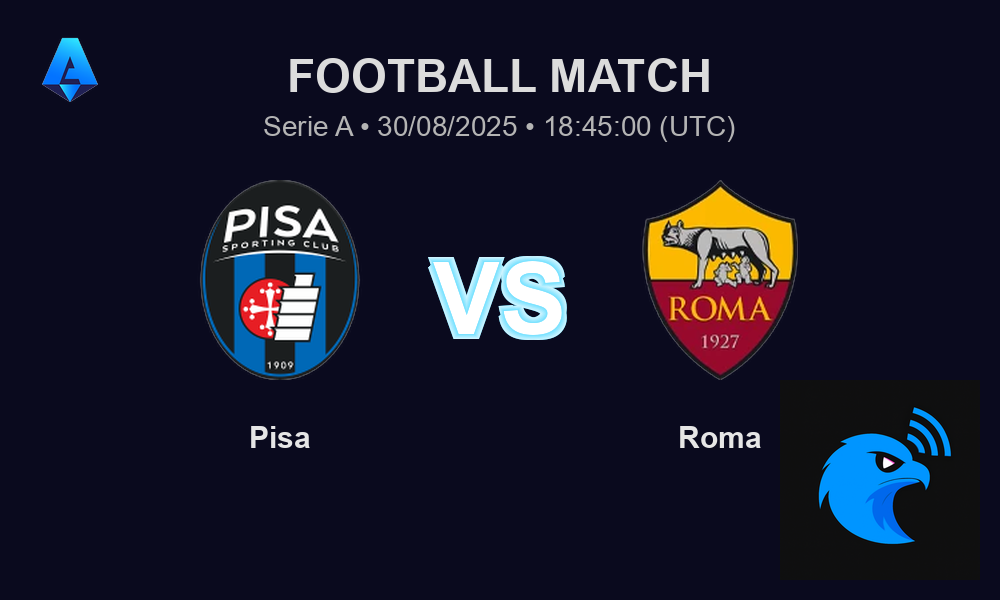 FOOTBALL MATCH
Serie A • 30/08/2025 • 18:45:00 (UTC)
PISA
SPORTING CLUB
1909
VS
ROMA
1927
Pisa
Roma